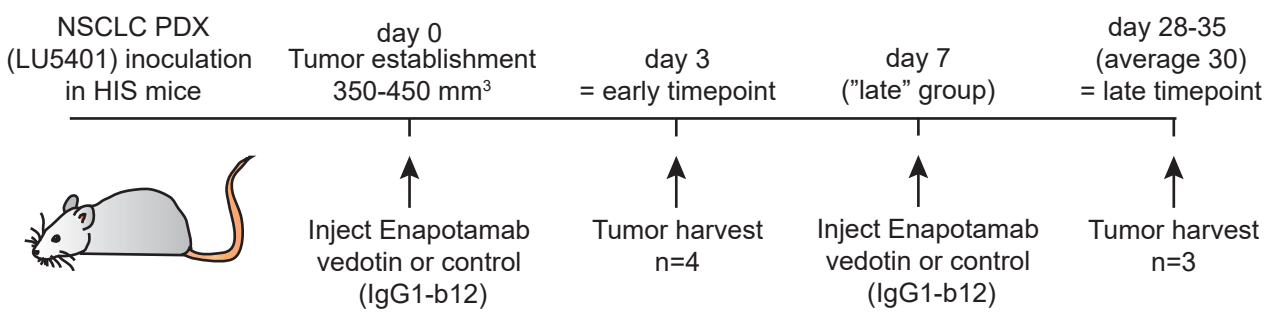 NSCLC PDX
(LU5401) inoculation
in HIS mice
day 0
Tumor establishment
350-450 mm³
day 3
= early timepoint
day 7
("late" group)
day 28-35
(average 30)
= late timepoint
Inject Enapotamab
vedotin or control
(IgG1-b12)
Tumor harvest
n=4
Inject Enapotamab
vedotin or control
(IgG1-b12)
Tumor harvest
n=3